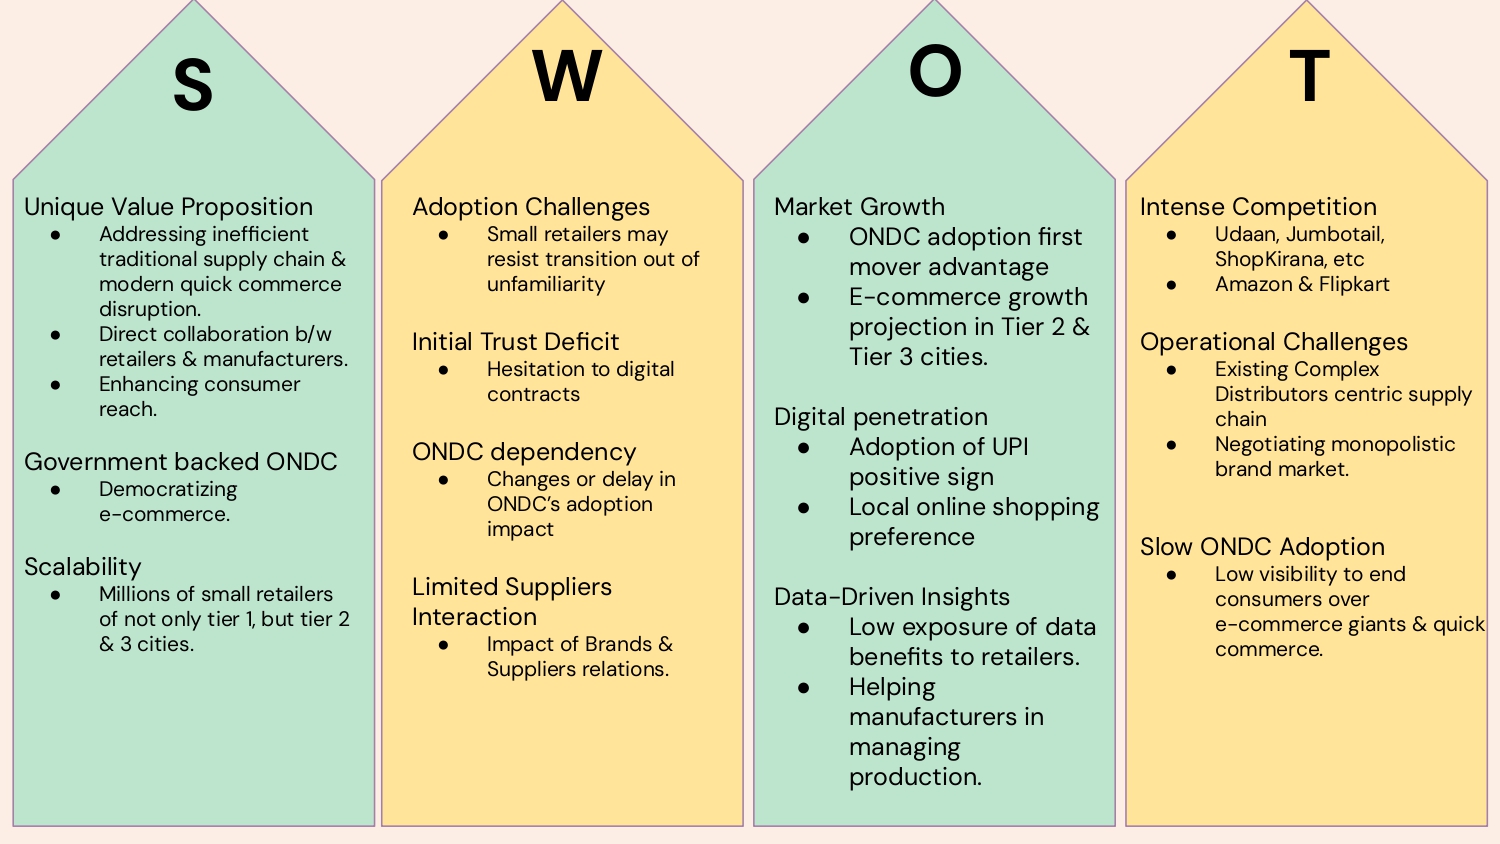 S
Unique Value Proposition
● Addressing inefficient
traditional supply chain &
modern quick commerce
disruption.
● Direct collaboration b/w
retailers & manufacturers.
● Enhancing consumer
reach.
Government backed ONDC
● Democratizing
e-commerce.
Scalability
● Millions of small retailers
of not only tier 1, but tier 2
& 3 cities.
W
Adoption Challenges
● Small retailers may
resist transition out of
unfamiliarity
Initial Trust Deficit
● Hesitation to digital
contracts
ONDC dependency
● Changes or delay in
ONDC’s adoption
impact
Limited Suppliers
Interaction
● Impact of Brands &
Suppliers relations.
O
Market Growth
● ONDC adoption first
mover advantage
● E-commerce growth
projection in Tier 2 &
Tier 3 cities.
Digital penetration
● Adoption of UPI
positive sign
● Local online shopping
preference
Data-Driven Insights
● Low exposure of data
benefits to retailers.
● Helping
manufacturers in
managing
production.
T
Intense Competition
● Udaan, Jumbotail,
ShopKirana, etc
● Amazon & Flipkart
Operational Challenges
● Existing Complex
Distributors centric supply
chain
● Negotiating monopolistic
brand market.
Slow ONDC Adoption
● Low visibility to end
consumers over
e-commerce giants & quick
commerce.